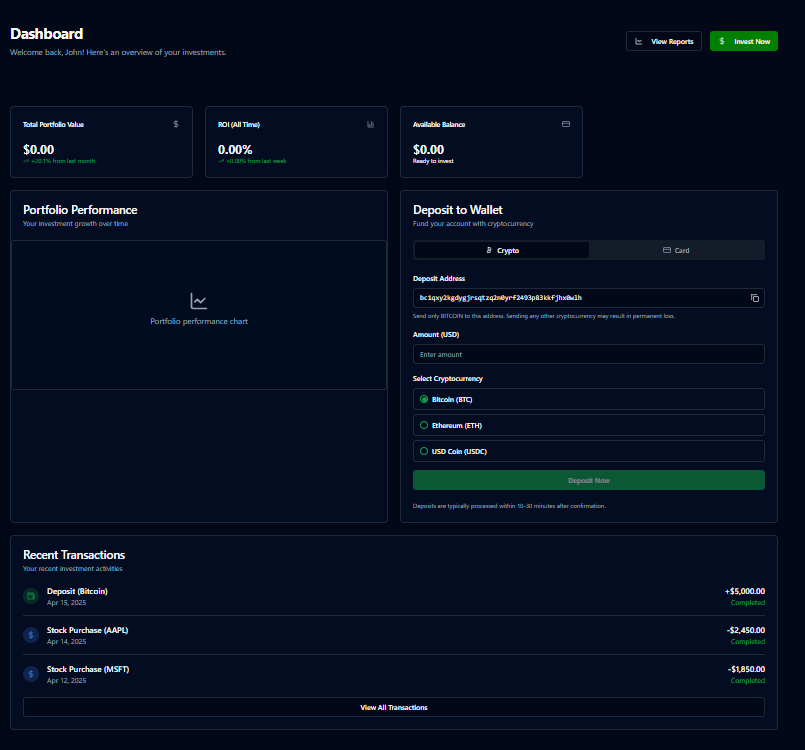 Dashboard
Welcome back, John! Here's an overview of your investments.
View Reports
$ Invest Now
Total Portfolio Value $
$0.00
+20.1% from last month
ROI (All Time)
0.00%
+0.00% from last week
Available Balance
$0.00
Ready to invest
Portfolio Performance
Your investment growth over time
Portfolio performance chart
Deposit to Wallet
Fund your account with cryptocurrency
Crypto
Card
Deposit Address
bc1qxy2kgdygjrsqtzq2n0yrf2493p83kkfjhx0wlh
Send only BITCOIN to this address. Sending any other cryptocurrency may result in permanent loss.
Amount (USD)
Enter amount
Select Cryptocurrency
Bitcoin (BTC)
Ethereum (ETH)
USD Coin (USDC)
Deposit Now
Deposits are typically processed within 10-30 minutes after confirmation.
Recent Transactions
Your recent investment activities
Deposit (Bitcoin) +$5,000.00
Apr 15, 2025 Completed
$ Stock Purchase (AAPL) -$2,450.00
Apr 14, 2025 Completed
$ Stock Purchase (MSFT) -$1,850.00
Apr 12, 2025 Completed
View All Transactions